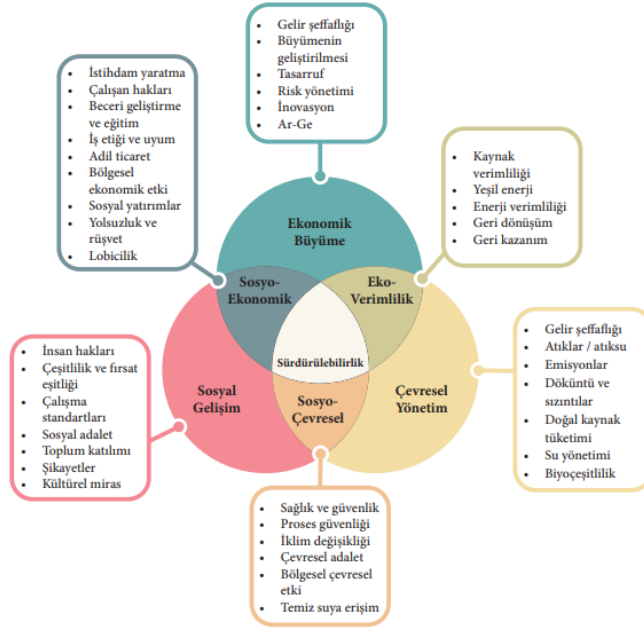 • Gelir şeffaflığı
• Büyümenin
geliştirilmesi
• Tasarruf
• Risk yönetimi
• İnovasyon
• Ar-Ge
• İstihdam yaratma
• Çalışan hakları
• Beceri geliştirme
ve eğitim
• İş etiği ve uyum
• Adil ticaret
• Bölgesel
ekonomik etki
• Sosyal yatırımlar
• Yolsuzluk ve
rüşvet
• Lobicilik
• Kaynak
verimliliği
• Yeşil enerji
• Enerji verimliliği
• Geri dönüşüm
• Geri kazanım
Ekonomik
Büyüme
Sosyo-
Ekonomik
Eko-
Verimlilik
Sürdürülebilirlik
Sosyal
Gelişim
Sosyo-
Çevresel
Çevresel
Yönetim
• İnsan hakları
• Çeşitlilik ve fırsat
eşitliği
• Çalışma
standartları
• Sosyal adalet
• Toplum katılımı
• Şikayetler
• Kültürel miras
• Gelir şeffaflığı
• Atıklar / atıksu
• Emisyonlar
• Döküntü ve
sızıntılar
• Doğal kaynak
tüketimi
• Su yönetimi
• Biyoçeşitlilik
• Sağlık ve güvenlik
• Proses güvenliği
• İklim değişikliği
• Çevresel adalet
• Bölgesel çevresel
etki
• Temiz suya erişim